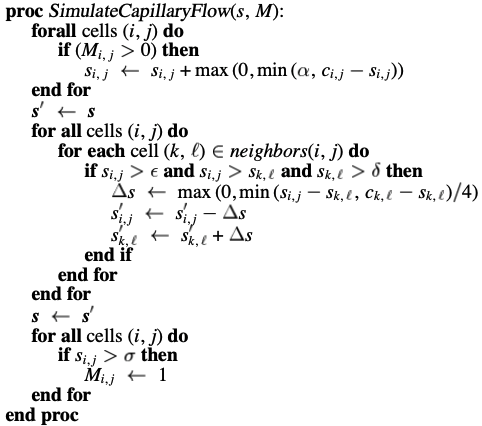 proc SimulateCapillaryFlow(s, M):
forall cells (i, j) do
if (M_{i,j} > 0) then
s_{i,j} ← s_{i,j} + max(0, min(α, c_{i,j} − s_{i,j}))
end for
s′ ← s
for all cells (i, j) do
for each cell (k, ℓ) ∈ neighbors(i, j) do
if s_{i,j} > ϵ and s_{i,j} > s_{k,ℓ} and s_{k,ℓ} > δ then
Δs ← max(0, min(s_{i,j} − s_{k,ℓ}, c_{k,ℓ} − s_{k,ℓ})/4)
s′_{i,j} ← s′_{i,j} − Δs
s′_{k,ℓ} ← s′_{k,ℓ} + Δs
end if
end for
end for
s ← s′
for all cells (i, j) do
if s_{i,j} > σ then
M_{i,j} ← 1
end for
end proc